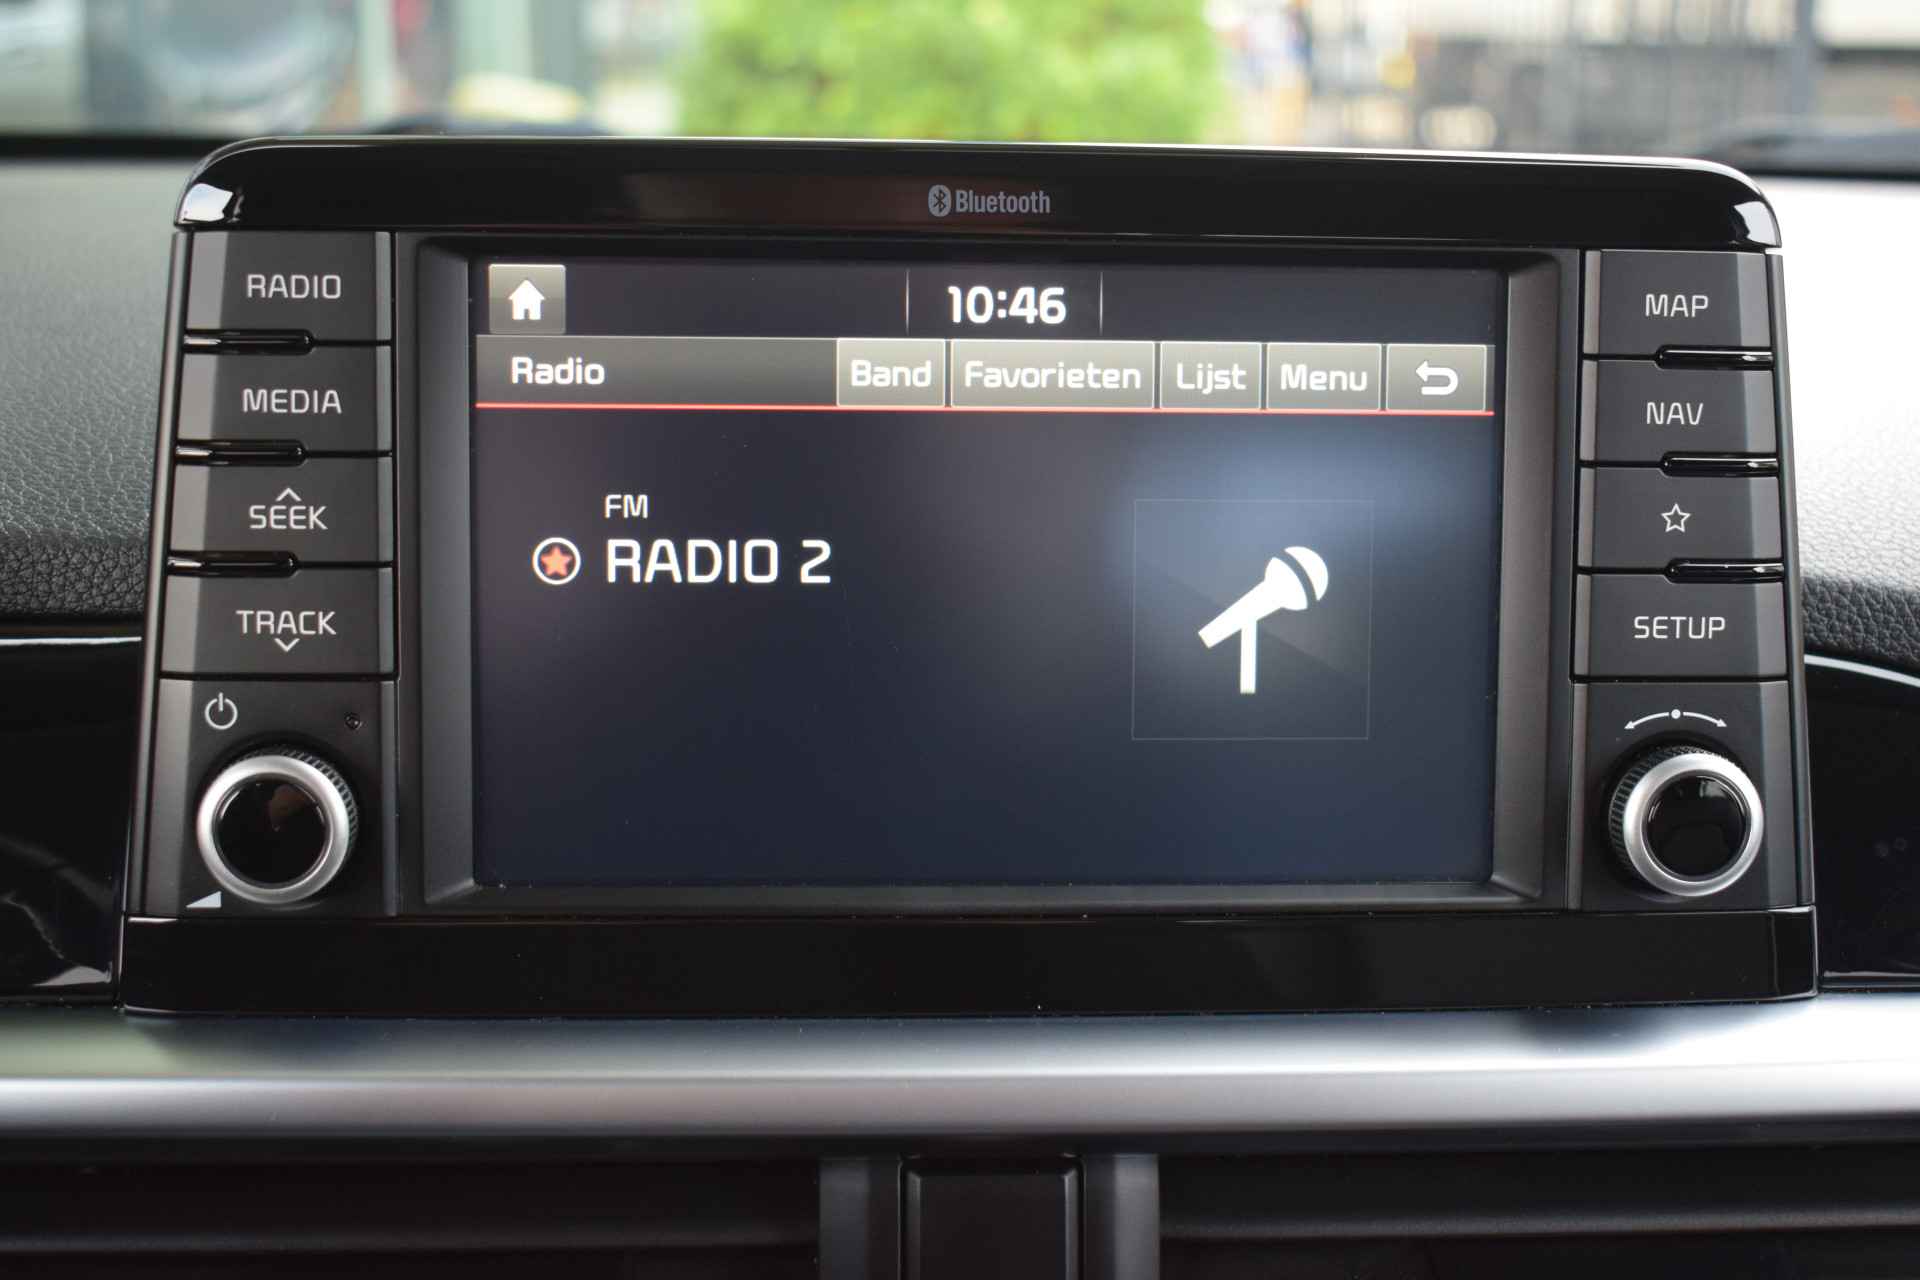 Bluetooth
RADIO
MEDIA
SEEK
TRACK
10:46
Radio Band Favorieten Lijst Menu
FM
RADIO 2
MAP
NAV
SETUP